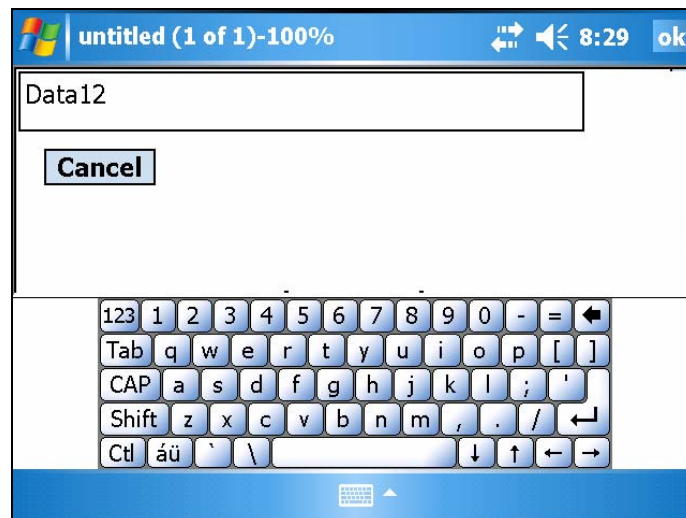 untitled (1 of 1)-100% 8:29 ok
Data12
Cancel
123 1 2 3 4 5 6 7 8 9 0 - = 🡄
Tab q w e r t y u i o p [ ]
CAP a s d f g h j k l ; '
Shift z x c v b n m , . / ↵
Ctl áü ` \ ↓ ↑ ← →